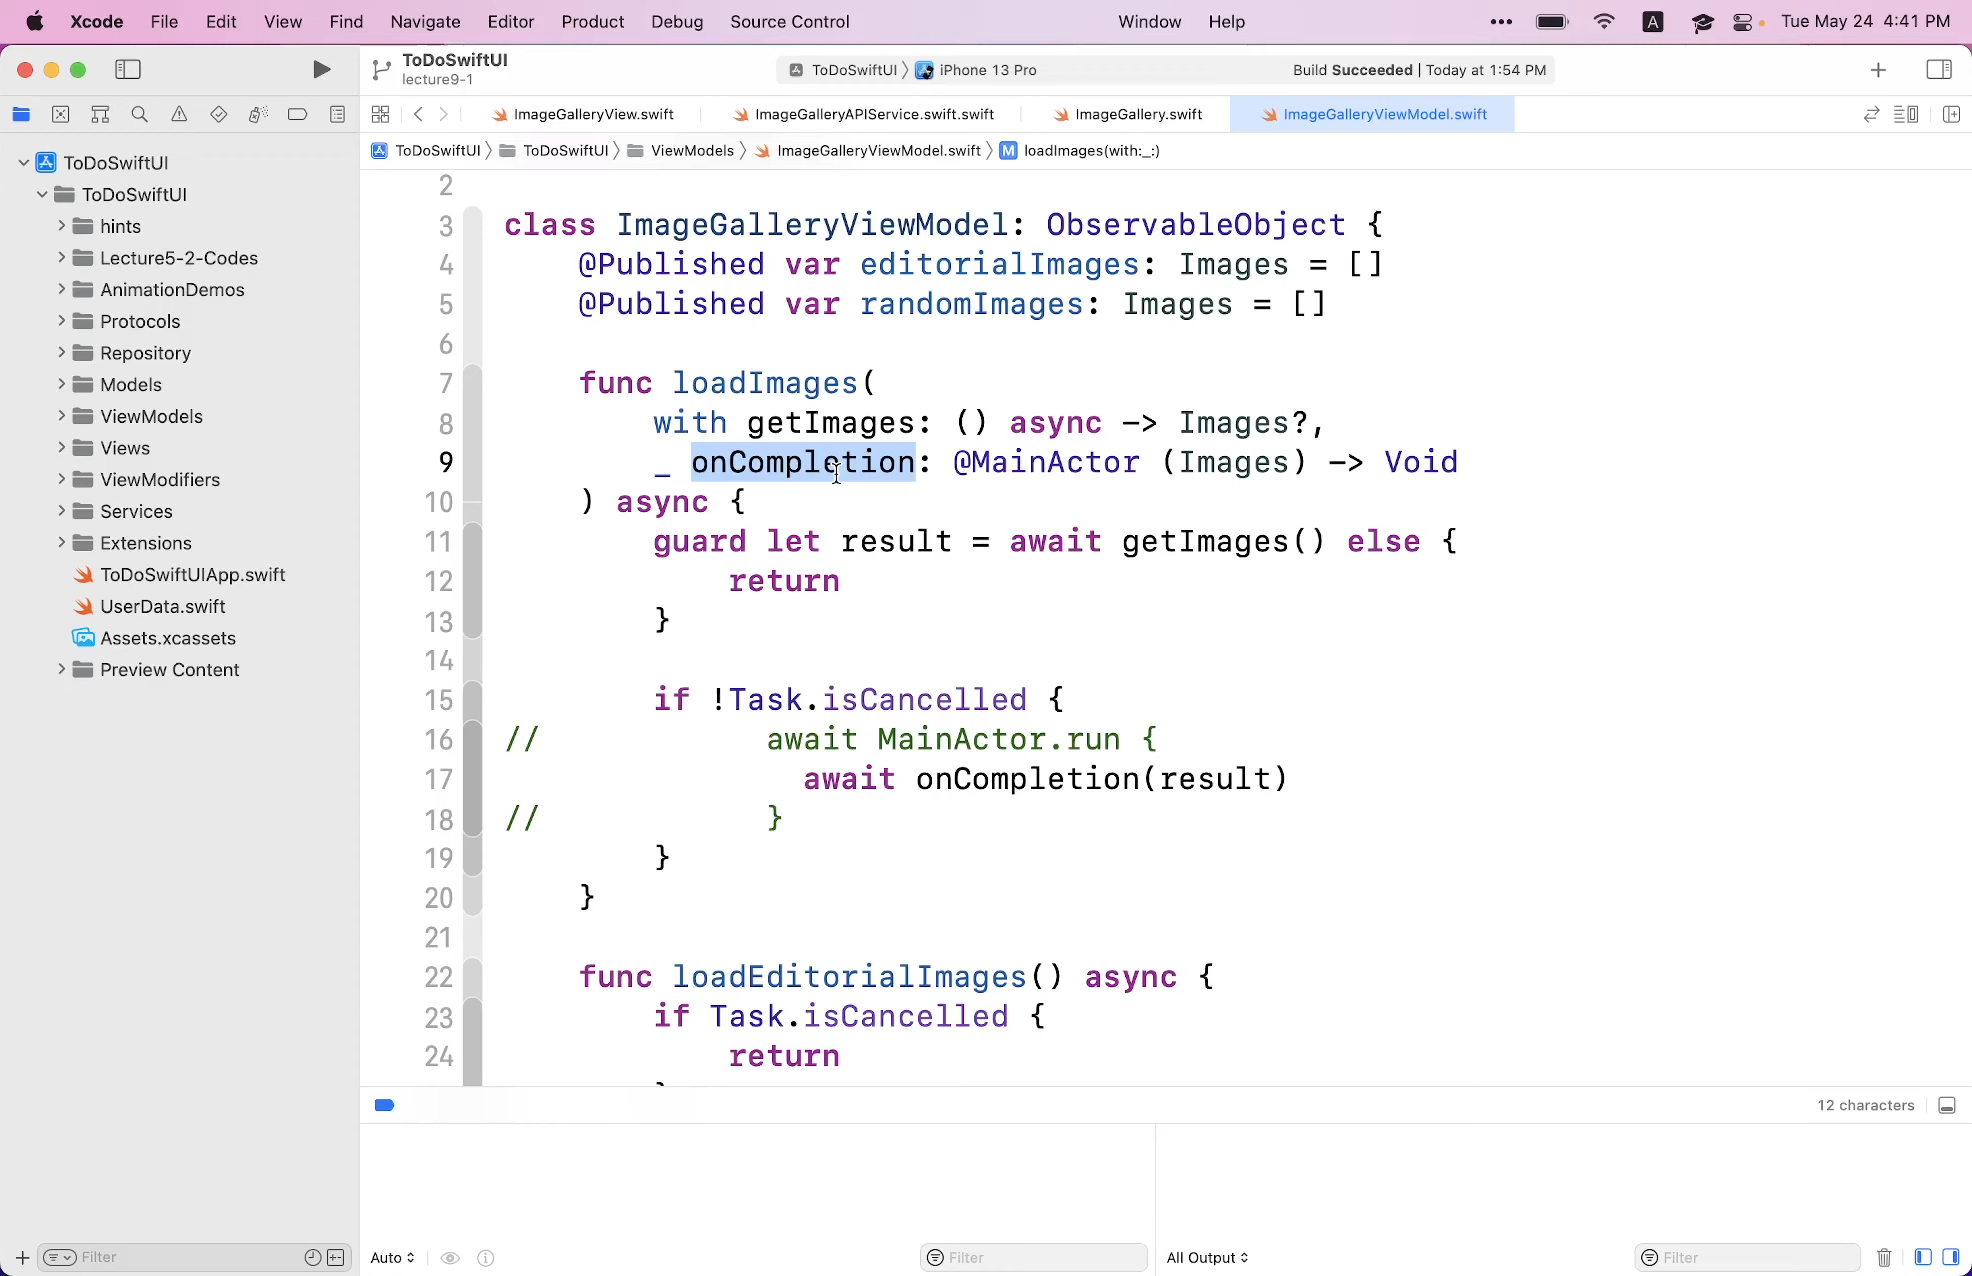 Xcode File Edit View Find Navigate Editor Product Debug Source Control Window Help A Tue May 24 4:41 PM
ToDoSwiftUI
lecture9-1
ToDoSwiftUI iPhone 13 Pro Build Succeeded | Today at 1:54 PM
ImageGalleryView.swift ImageGalleryAPIService.swift.swift ImageGallery.swift ImageGalleryViewModel.swift
ToDoSwiftUI ToDoSwiftUI ViewModels ImageGalleryViewModel.swift M loadImages(with:_:)
ToDoSwiftUI
ToDoSwiftUI
hints
Lecture5-2-Codes
AnimationDemos
Protocols
Repository
Models
ViewModels
Views
ViewModifiers
Services
Extensions
ToDoSwiftUIApp.swift
UserData.swift
Assets.xcassets
Preview Content
2
3 class ImageGalleryViewModel: ObservableObject {
4 @Published var editorialImages: Images = []
5 @Published var randomImages: Images = []
6
7 func loadImages(
8 with getImages: () async -> Images?,
9 _ onCompletion: @MainActor (Images) -> Void
10 ) async {
11 guard let result = await getImages() else {
12 return
13 }
14
15 if !Task.isCancelled {
16 // await MainActor.run {
17 await onCompletion(result)
18 // }
19 }
20 }
21
22 func loadEditorialImages() async {
23 if Task.isCancelled {
24 return
12 characters
Filter Auto Filter All Output Filter